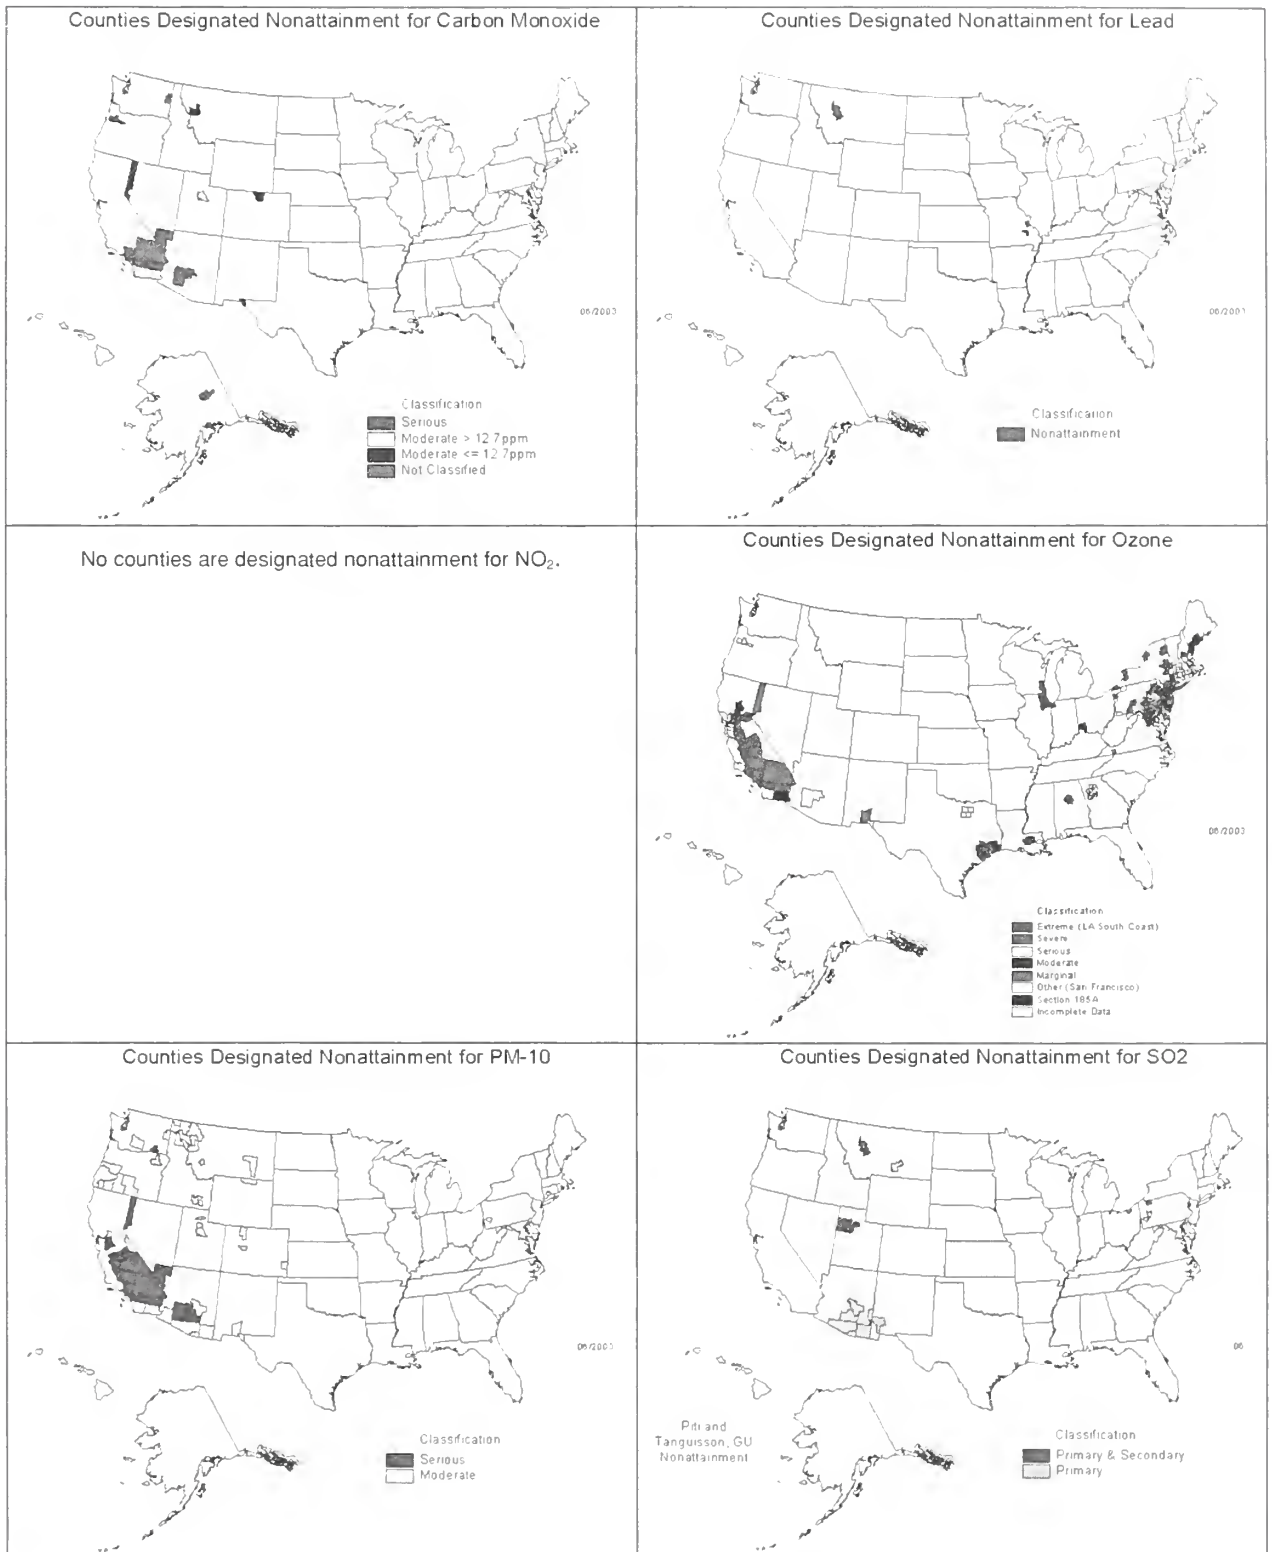 Counties Designated Nonattainment for Carbon Monoxide
06/2003
Classification
Serious
Moderate > 12.7ppm
Moderate <= 12.7ppm
Not Classified
Counties Designated Nonattainment for Lead
06/2003
Classification
Nonattainment
No counties are designated nonattainment for NO₂.
Counties Designated Nonattainment for Ozone
06/2003
Classification
Extreme (LA South Coast)
Severe
Serious
Moderate
Marginal
Other (San Francisco)
Section 185A
Incomplete Data
Counties Designated Nonattainment for PM-10
06/2003
Classification
Serious
Moderate
Counties Designated Nonattainment for SO2
06
Piti and
Tanguisson, GU
Nonattainment
Classification
Primary & Secondary
Primary